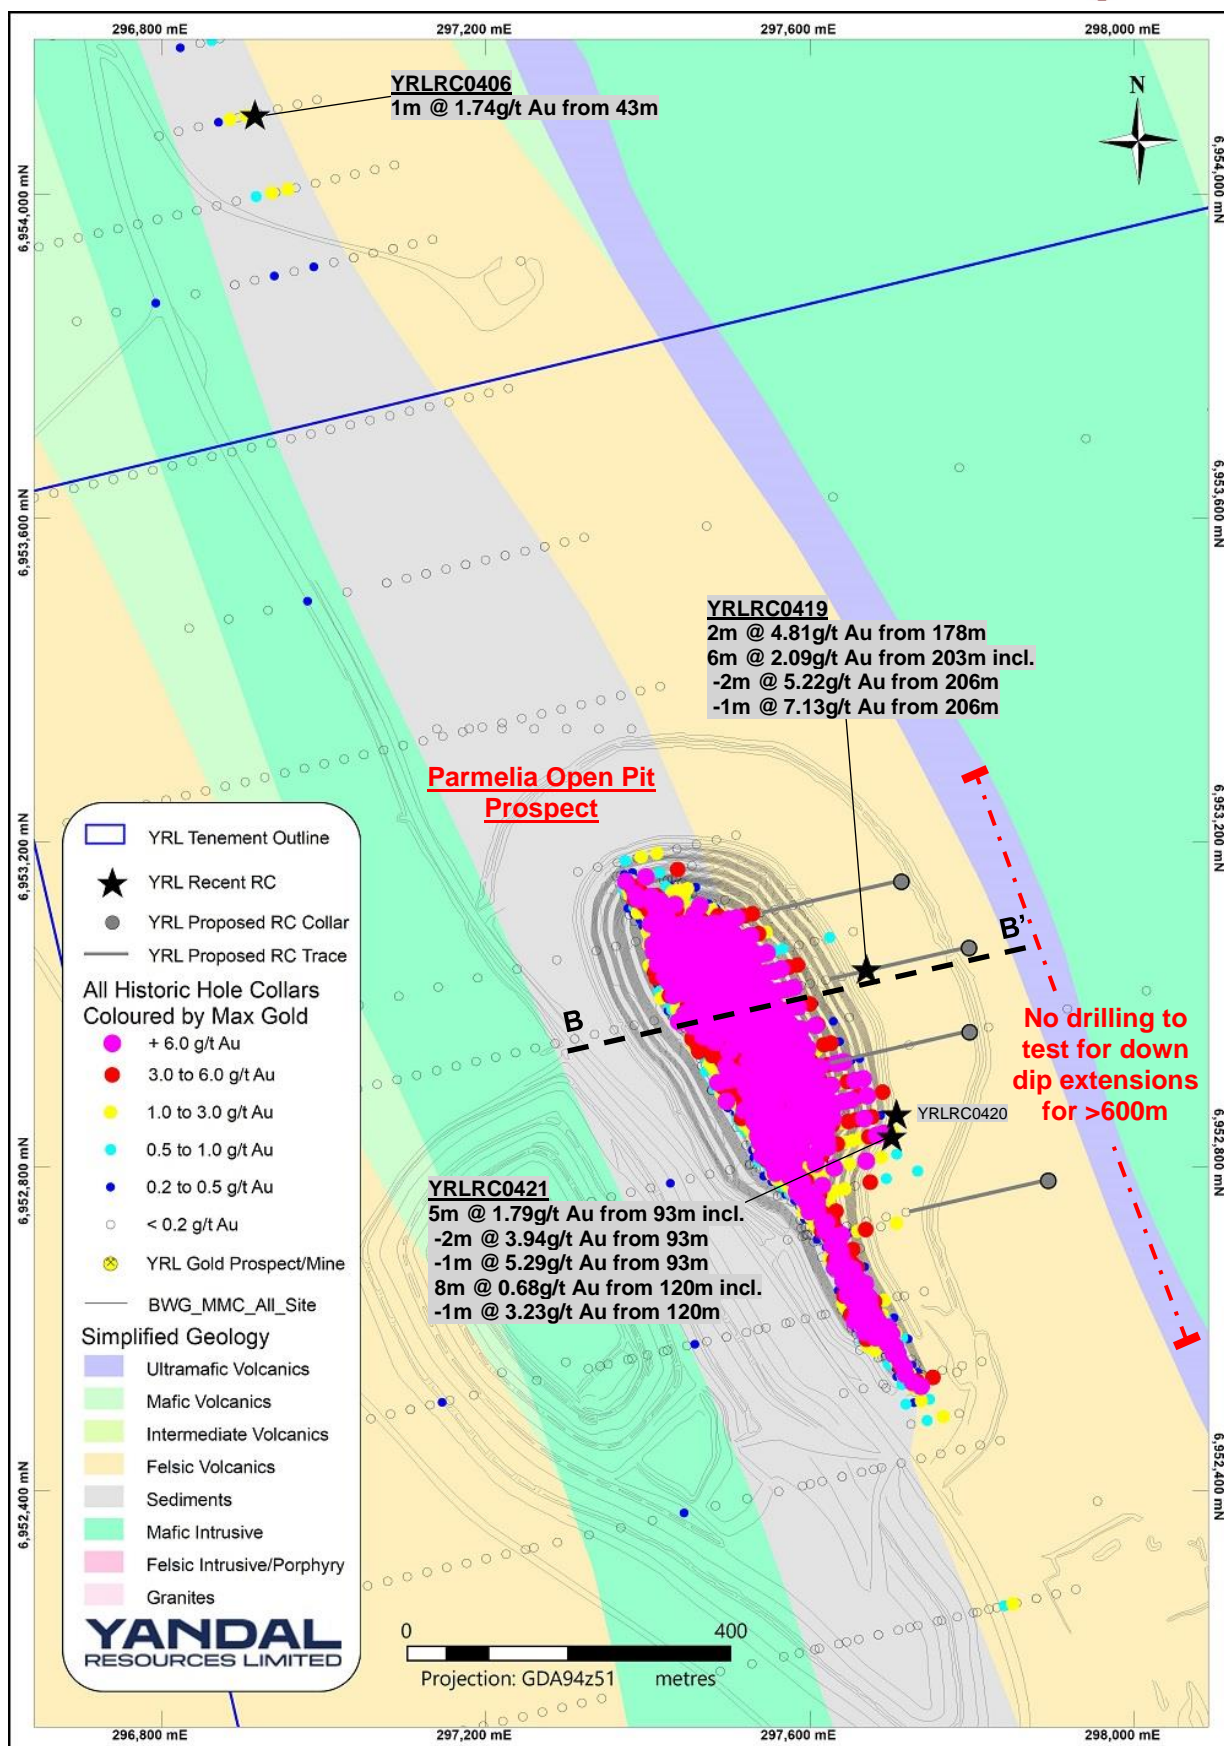 296,800 mE
297,200 mE
297,600 mE
298,000 mE
YRLRC0406
1m @ 1.74g/t Au from 43m
N
6,954,000 mN
6,954,000 mN
6,953,600 mN
6,953,600 mN
YRLRC0419
2m @ 4.81g/t Au from 178m
6m @ 2.09g/t Au from 203m incl.
-2m @ 5.22g/t Au from 206m
-1m @ 7.13g/t Au from 206m
Parmelia Open Pit
Prospect
6,953,200 mN
6,953,200 mN
B
B'
No drilling to
test for down
dip extensions
for >600m
YRLRC0420
6,952,800 mN
YRLRC0421
5m @ 1.79g/t Au from 93m incl.
-2m @ 3.94g/t Au from 93m
-1m @ 5.29g/t Au from 93m
8m @ 0.68g/t Au from 120m incl.
-1m @ 3.23g/t Au from 120m
6,952,400 mN
6,952,400 mN
YRL Tenement Outline
YRL Recent RC
YRL Proposed RC Collar
YRL Proposed RC Trace
All Historic Hole Collars
Coloured by Max Gold
+ 6.0 g/t Au
3.0 to 6.0 g/t Au
1.0 to 3.0 g/t Au
0.5 to 1.0 g/t Au
0.2 to 0.5 g/t Au
< 0.2 g/t Au
YRL Gold Prospect/Mine
BWG_MMC_All_Site
Simplified Geology
Ultramafic Volcanics
Mafic Volcanics
Intermediate Volcanics
Felsic Volcanics
Sediments
Mafic Intrusive
Felsic Intrusive/Porphyry
Granites
YANDAL
RESOURCES LIMITED
0
400
Projection: GDA94z51
metres
296,800 mE
297,200 mE
297,600 mE
298,000 mE